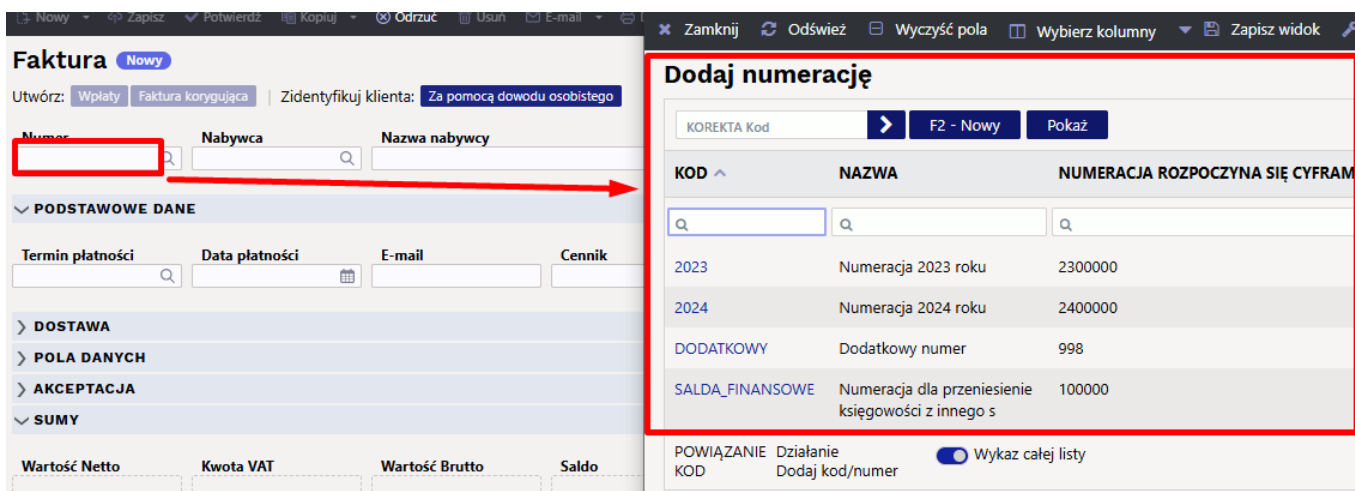 Nowy Zapisz Potwierdź Kopiuj Odrzuć Usuń E-mail
Faktura Nowy
Utwórz: Wpłaty Faktura korygująca | Zidentyfikuj klienta: Za pomocą dowodu osobistego
Numer Nabywca Nazwa nabywcy
PODSTAWOWE DANE
Termin płatności Data płatności E-mail Cennik
DOSTAWA
POLA DANYCH
AKCEPTACJA
SUMY
Wartość Netto Kwota VAT Wartość Brutto Saldo
Zamknij Odśwież Wyczyść pola Wybierz kolumny Zapisz widok
Dodaj numerację
KOREKTA Kod F2 - Nowy Pokaż
KOD NAZWA NUMERACJA ROZPOCZYNA SIĘ CYFRAM
2023 Numeracja 2023 roku 2300000
2024 Numeracja 2024 roku 2400000
DODATKOWY Dodatkowy numer 998
SALDA_FINANSOWE Numeracja dla przeniesienie 100000
księgowości z innego s
POWIĄZANIE Działanie Wykaz całej listy
KOD Dodaj kod/numer